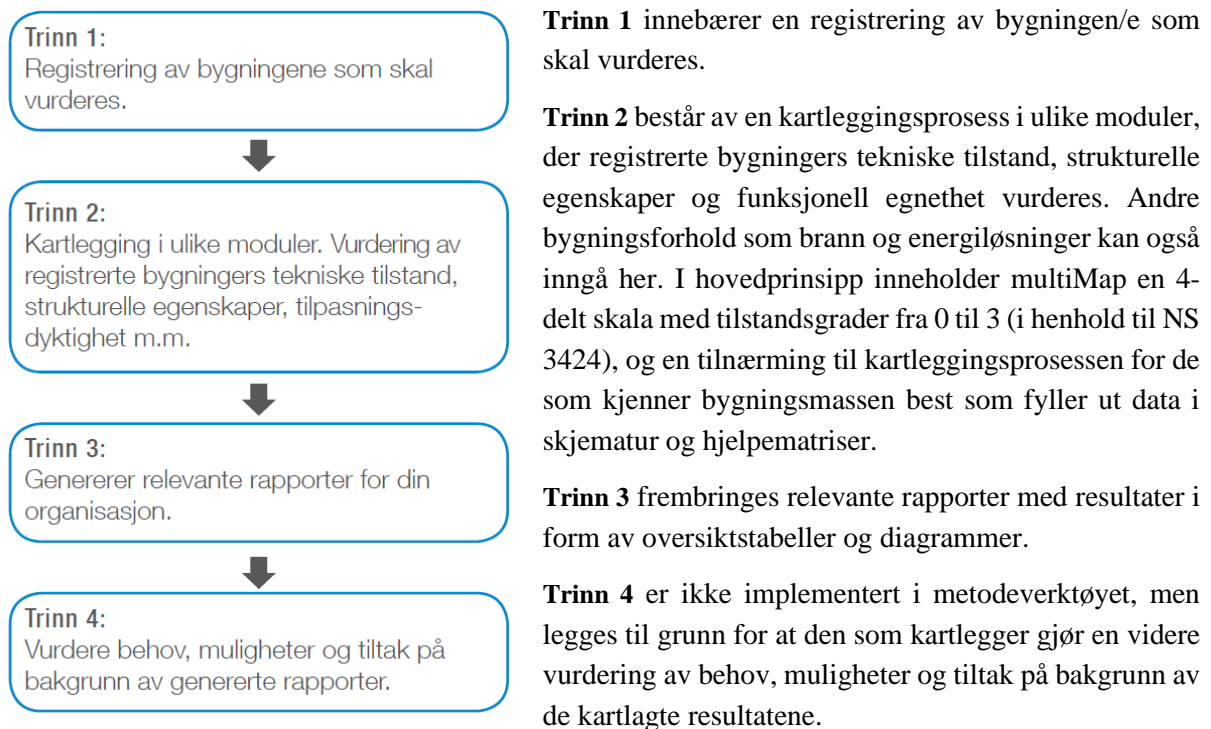 Trinn 1:
Registrering av bygningene som skal
vurderes.
Trinn 2:
Kartlegging i ulike moduler. Vurdering av
registrerte bygningers tekniske tilstand,
strukturelle egenskaper, tilpasnings-
dyktighet m.m.
Trinn 3:
Genererer relevante rapporter for din
organisasjon.
Trinn 4:
Vurdere behov, muligheter og tiltak på
bakgrunn av genererte rapporter.
Trinn 1 innebærer en registrering av bygningen/e som
skal vurderes.
Trinn 2 består av en kartleggingsprosess i ulike moduler,
der registrerte bygningers tekniske tilstand, strukturelle
egenskaper og funksjonell egnethet vurderes. Andre
bygningsforhold som brann og energiløsninger kan også
inngå her. I hovedprinsipp inneholder multiMap en 4-
delt skala med tilstandsgrader fra 0 til 3 (i henhold til NS
3424), og en tilnærming til kartleggingsprosessen for de
som kjenner bygningsmassen best som fyller ut data i
skjematur og hjelpematriser.
Trinn 3 frembringes relevante rapporter med resultater i
form av oversiktstabeller og diagrammer.
Trinn 4 er ikke implementert i metodeverktøyet, men
legges til grunn for at den som kartlegger gjør en videre
vurdering av behov, muligheter og tiltak på bakgrunn av
de kartlagte resultatene.